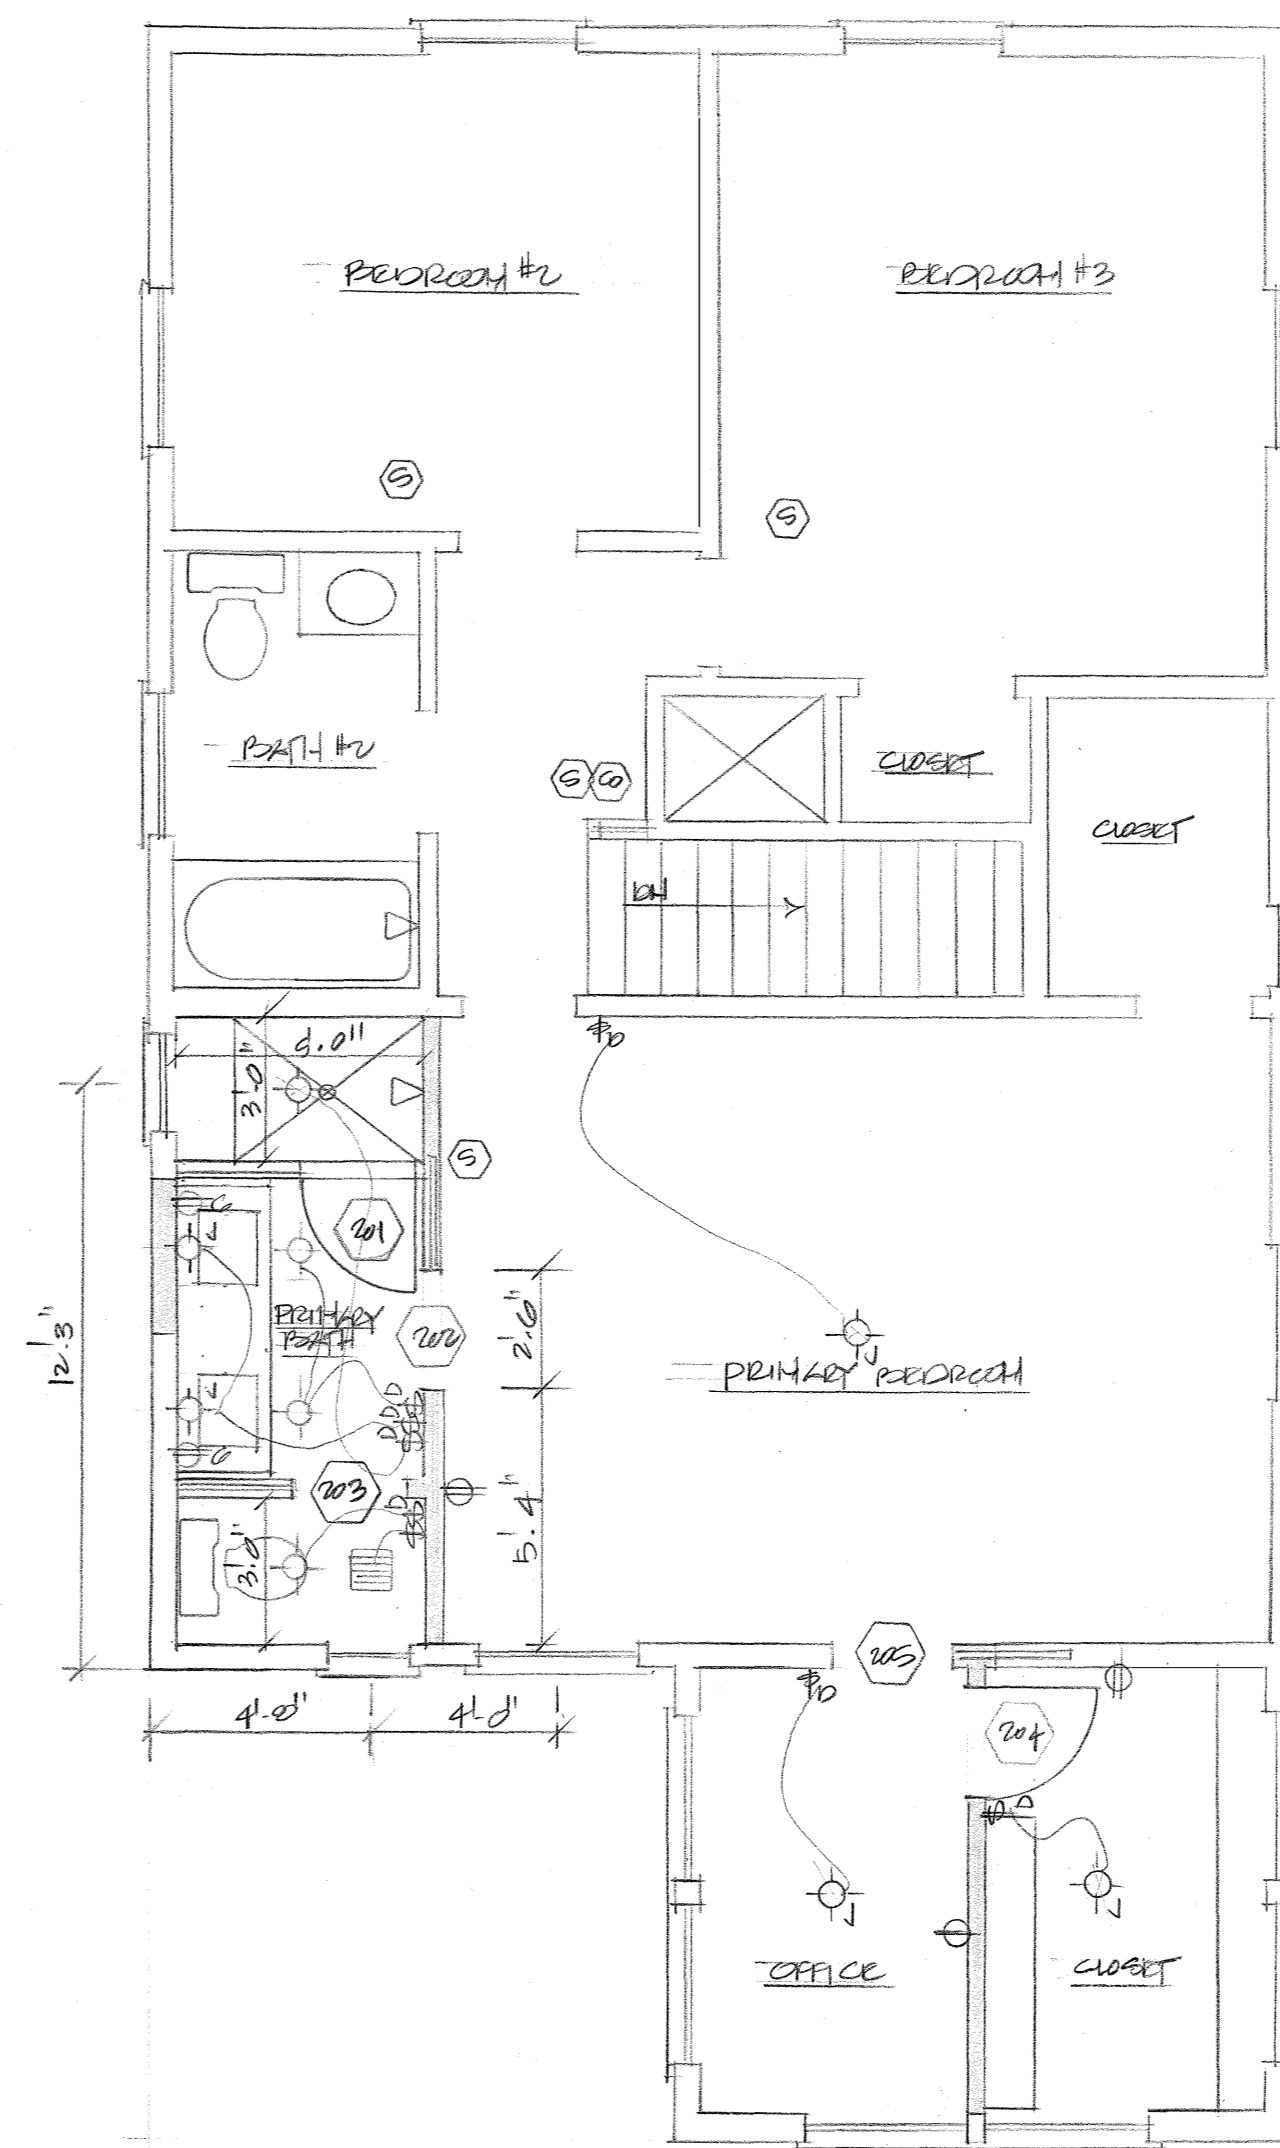 BEDROOM #2
BEDROOM #3
S
S
BATH #2
S
CO
CLOSET
CLOSET
DN
5'-0"
3'-0"
$D
S
G
201
J
PRIMARY
BATH
202
2'-6"
12'-3"
J
PRIMARY BEDROOM
J
D
D
D
G
203
5'-4"
D
3'-0"
205
4'-0"
4'-0"
$D
204
D
J
J
OFFICE
CLOSET